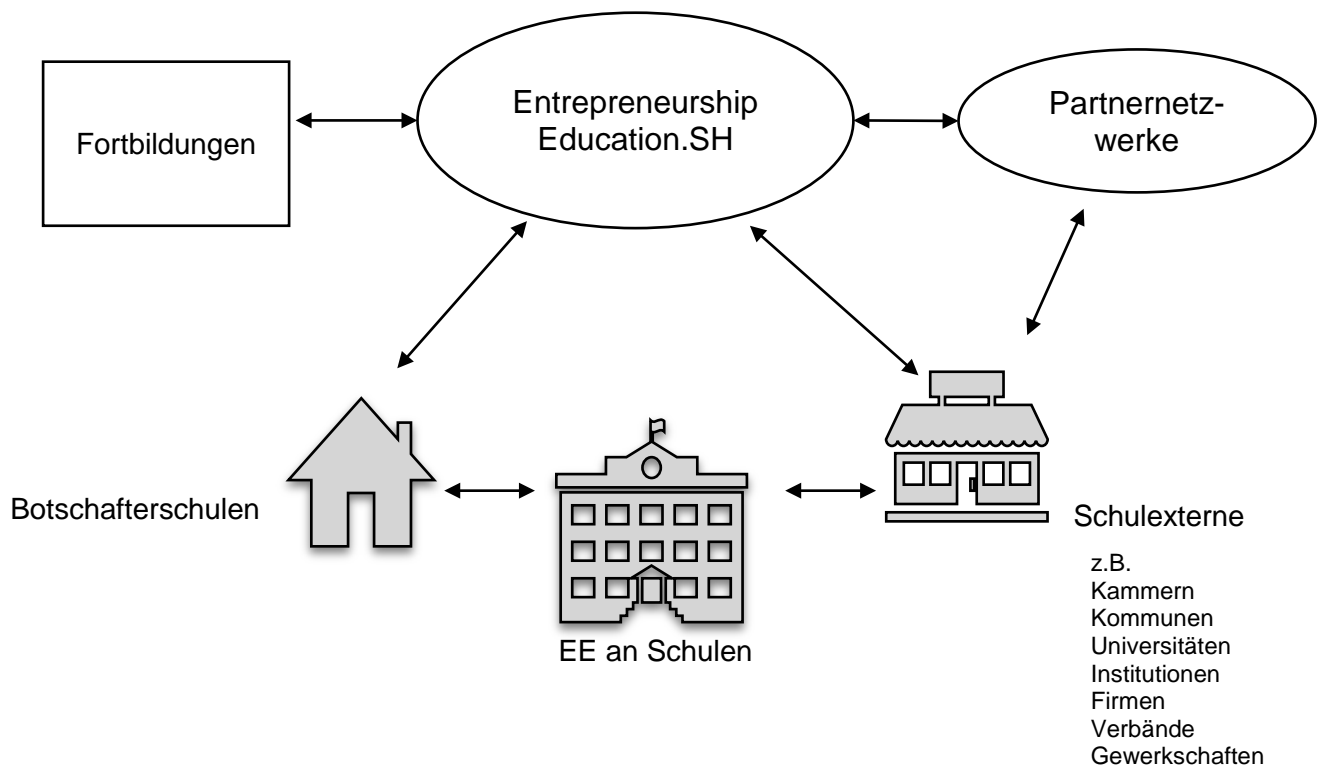 Fortbildungen
Entrepreneurship
Education.SH
Partnernetz-
werke
Botschafterschulen
EE an Schulen
Schulexterne
z.B.
Kammern
Kommunen
Universitäten
Institutionen
Firmen
Verbände
Gewerkschaften